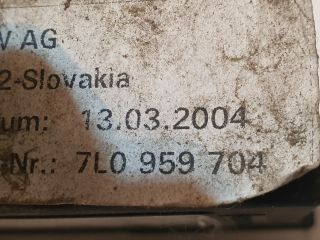 W AG
2-Slovakia
um: 13.03.2004
-Nr.: 7L0 959 704